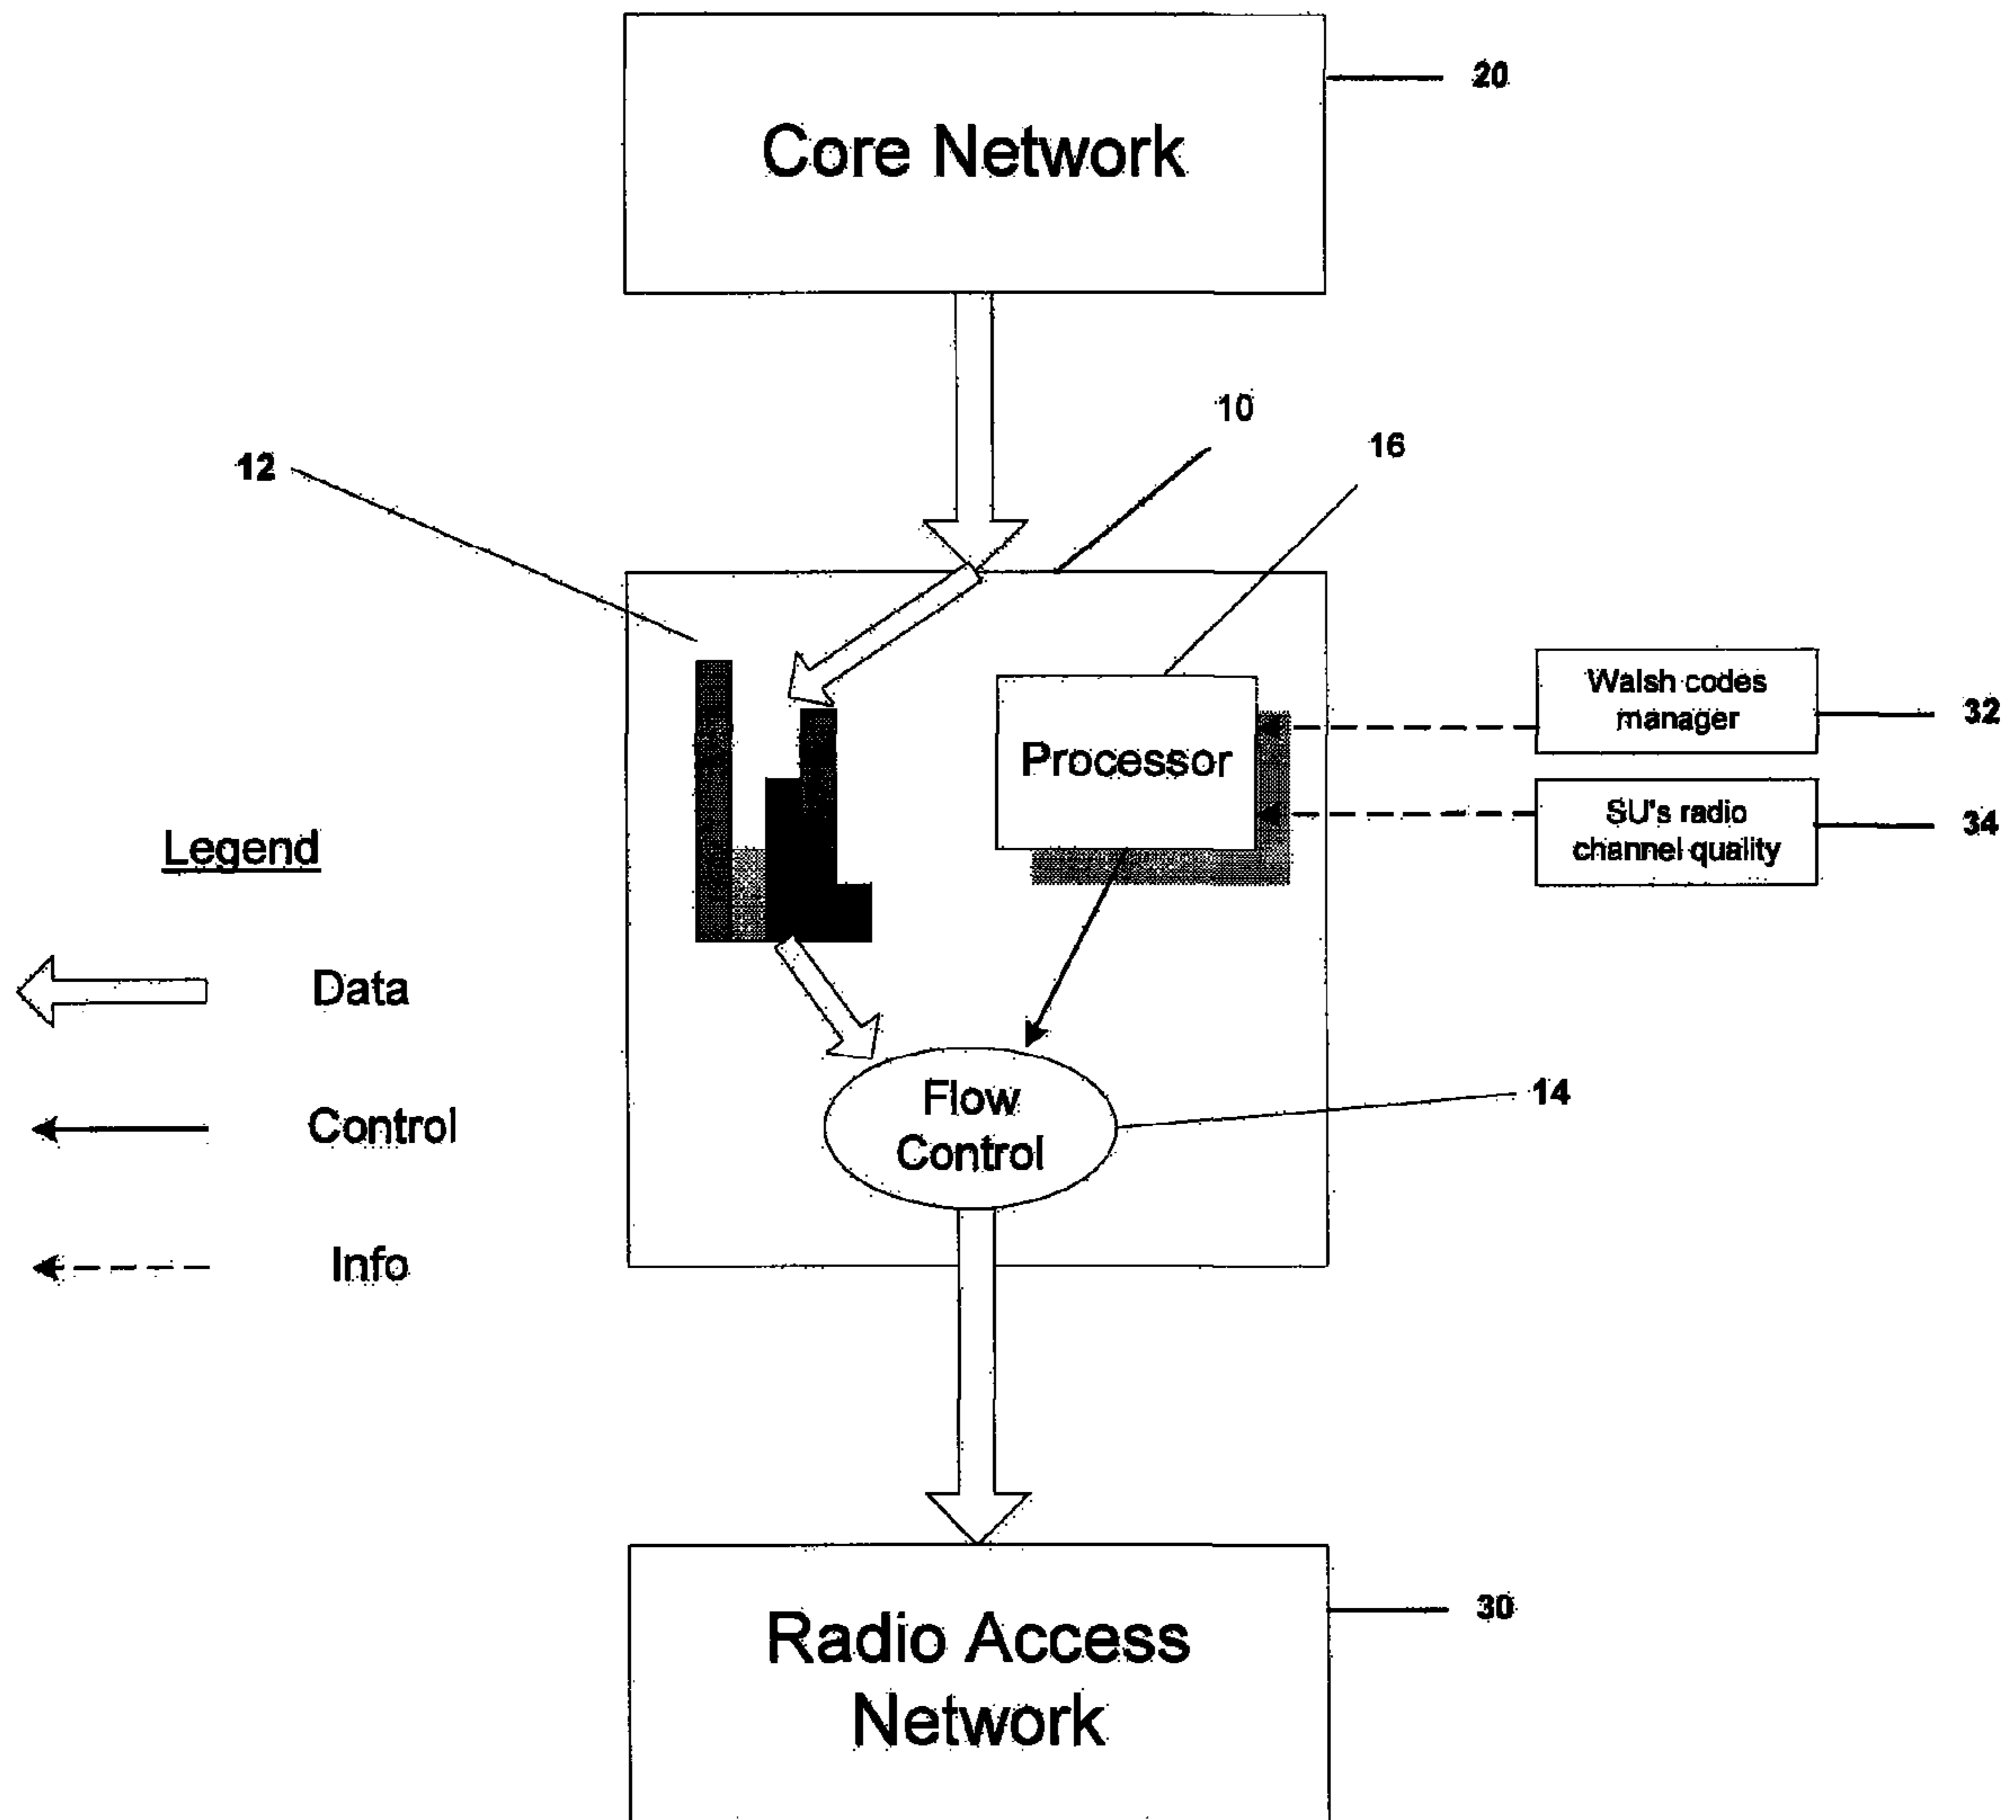 20
Core Network
10
16
12
Walsh codes
manager
32
Processor
SU's radio
channel quality
34
Legend
Data
Flow
Control
14
Control
Info
30
Radio Access
Network